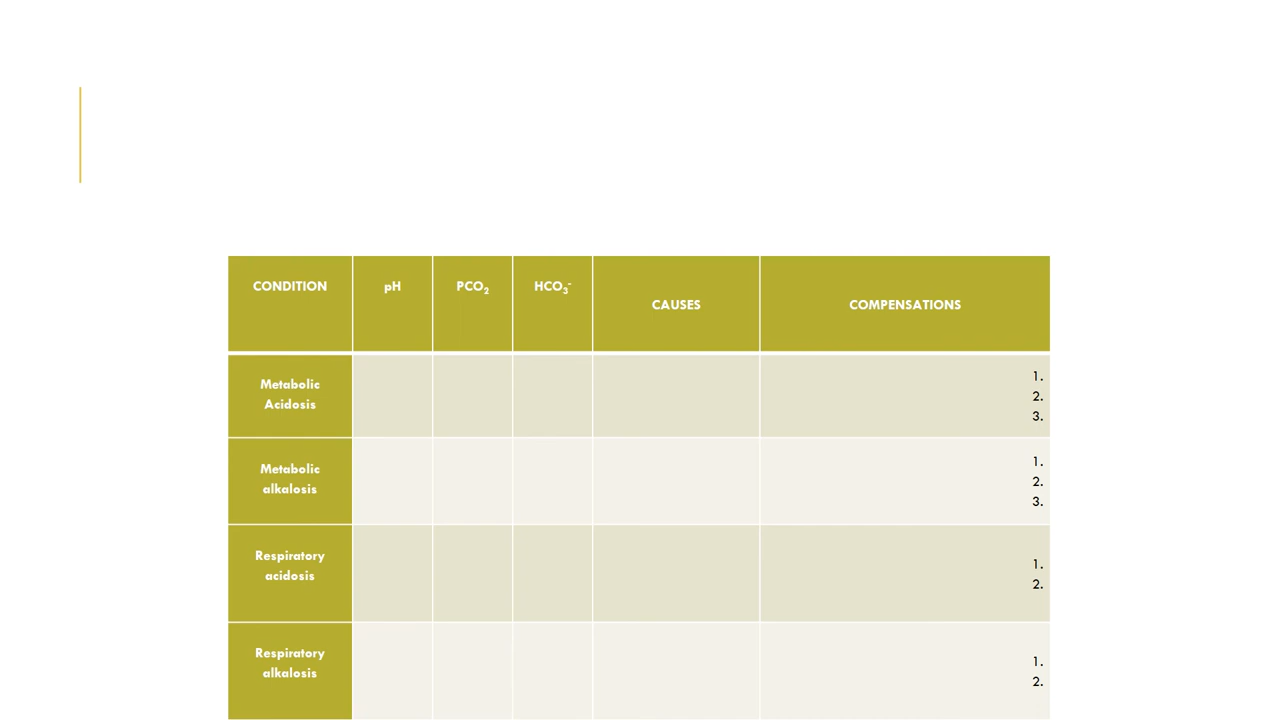 CONDITION
pH
PCO₂
HCO₃⁻
CAUSES
COMPENSATIONS
Metabolic
Acidosis
1.
2.
3.
Metabolic
alkalosis
1.
2.
3.
Respiratory
acidosis
1.
2.
Respiratory
alkalosis
1.
2.